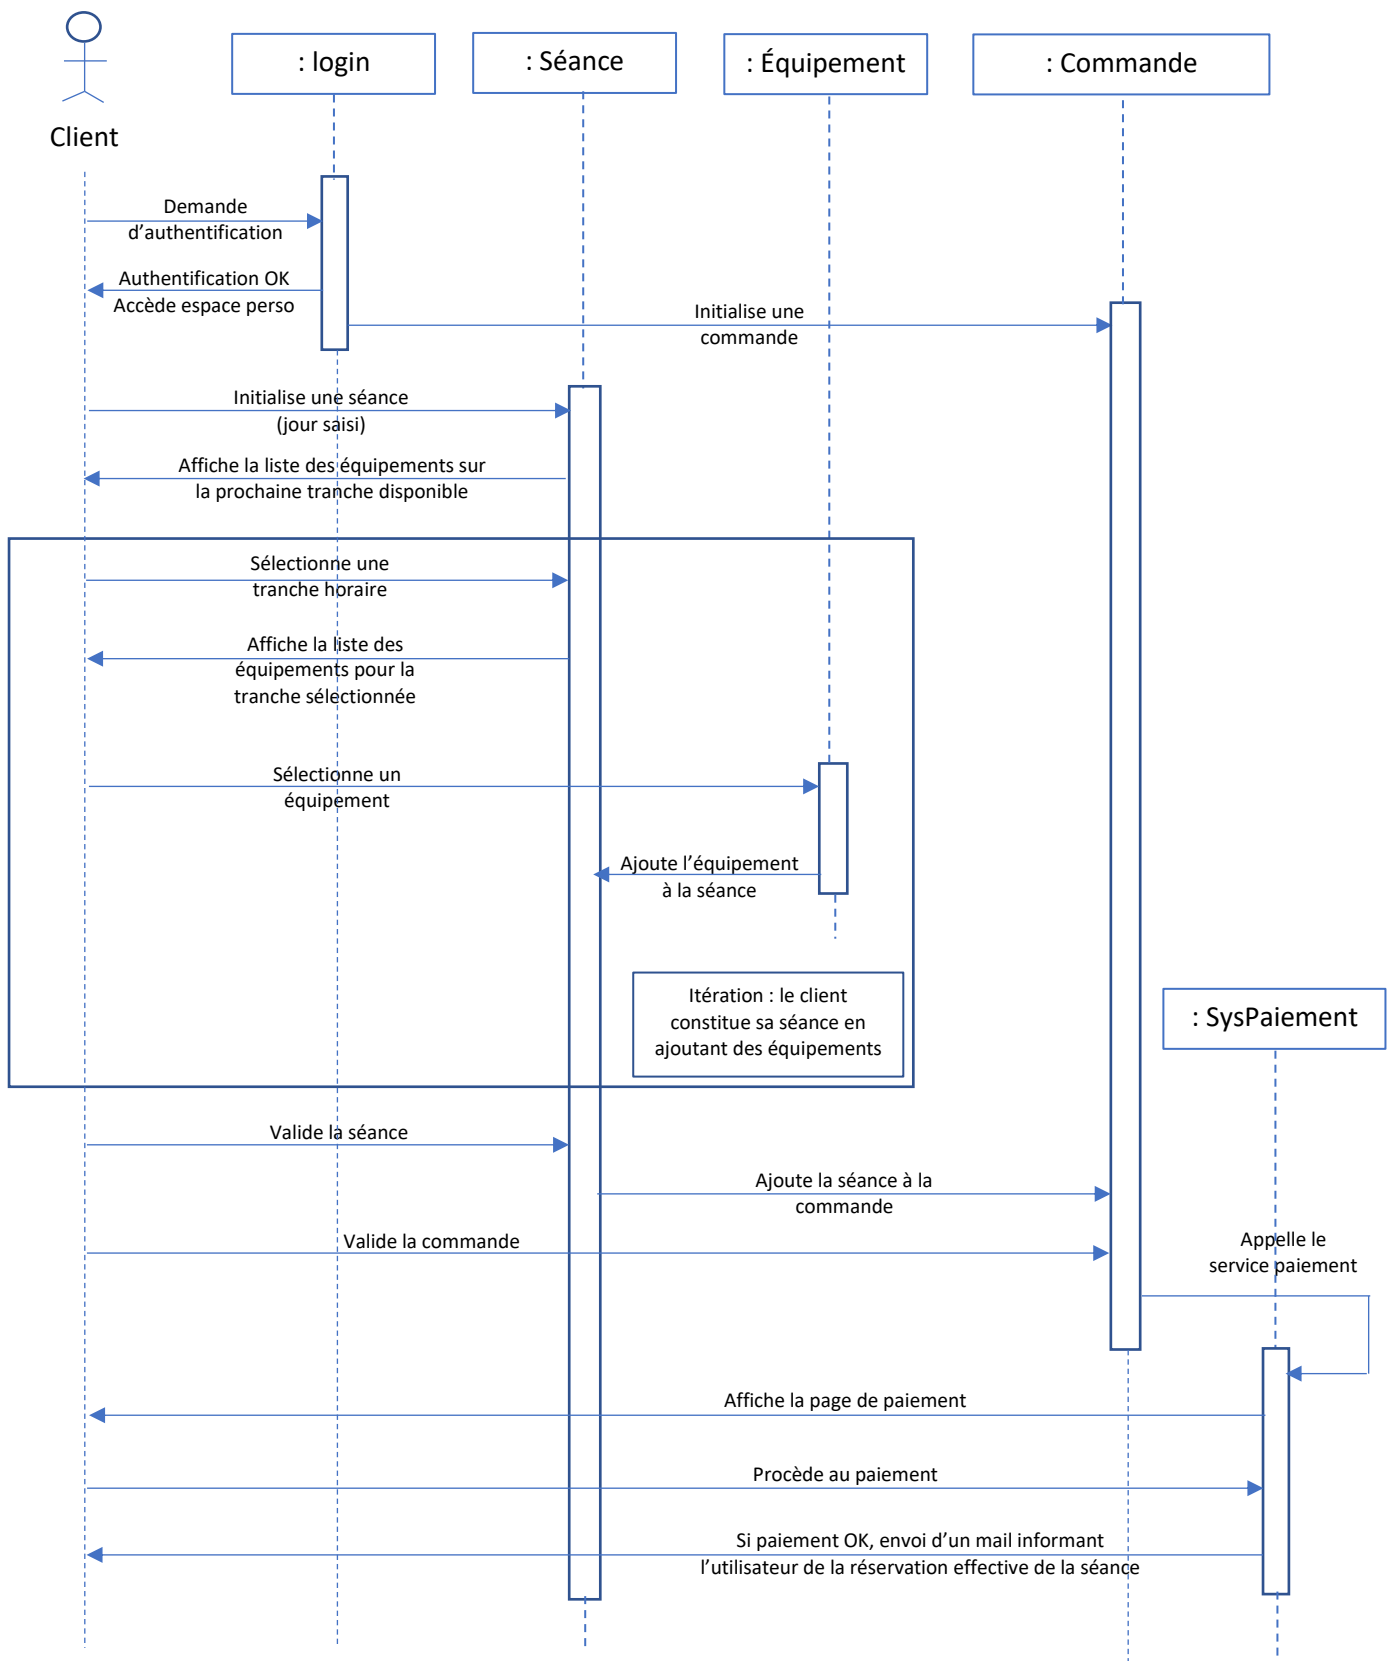 : login
: Séance
: Équipement
: Commande
Client
Demande
d’authentification
Authentification OK
Accède espace perso
Initialise une
commande
Initialise une séance
(jour saisi)
Affiche la liste des équipements sur
la prochaine tranche disponible
Sélectionne une
tranche horaire
Affiche la liste des
équipements pour la
tranche sélectionnée
Sélectionne un
équipement
Ajoute l’équipement
à la séance
Itération : le client
constitue sa séance en
ajoutant des équipements
: SysPaiement
Valide la séance
Ajoute la séance à la
commande
Valide la commande
Appelle le
service paiement
Affiche la page de paiement
Procède au paiement
Si paiement OK, envoi d’un mail informant
l’utilisateur de la réservation effective de la séance